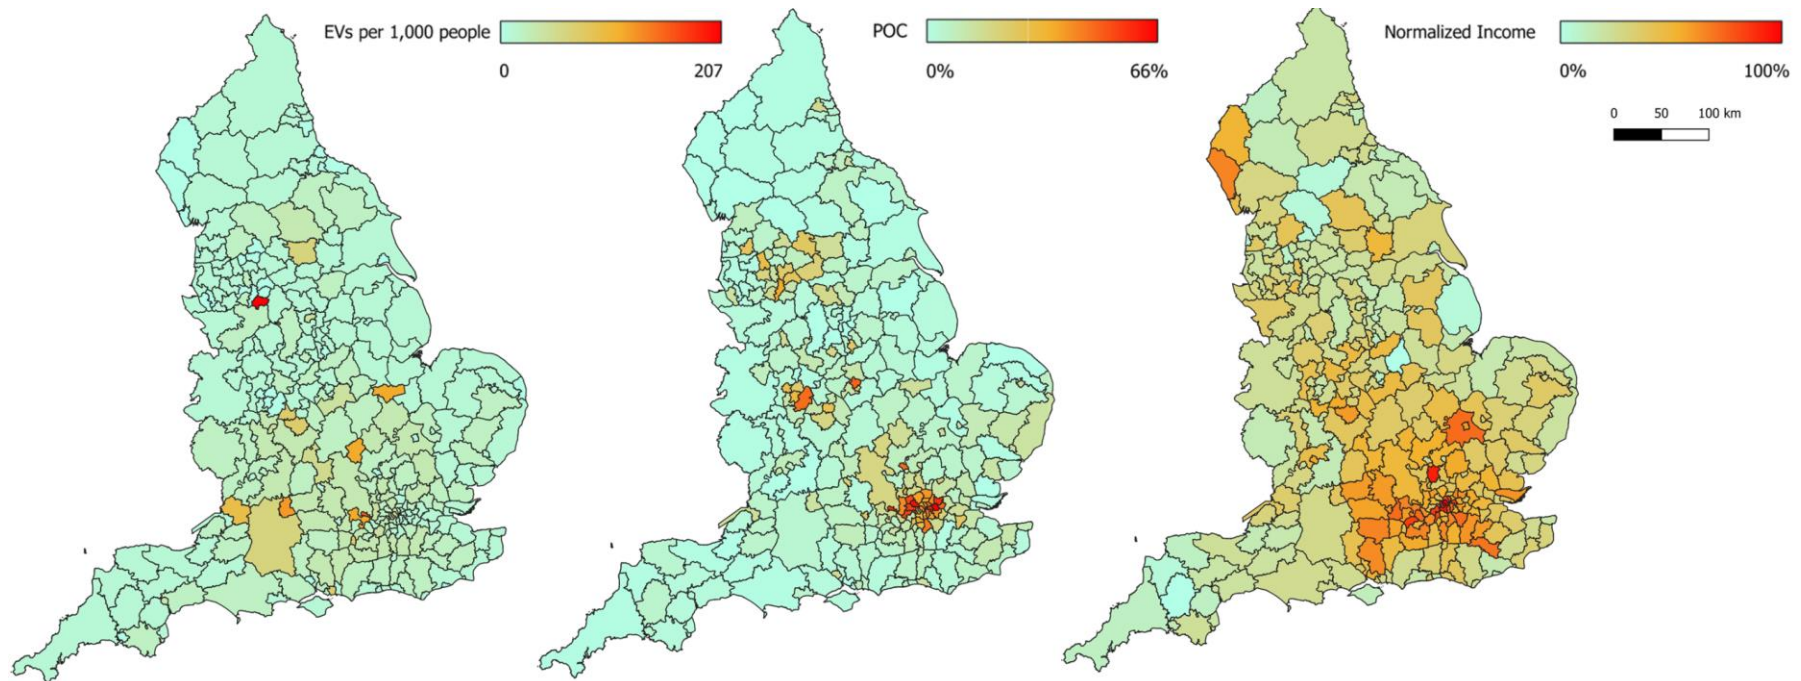 EVs per 1,000 people
0 207
POC
0% 66%
Normalized Income
0% 100%
0 50 100 km